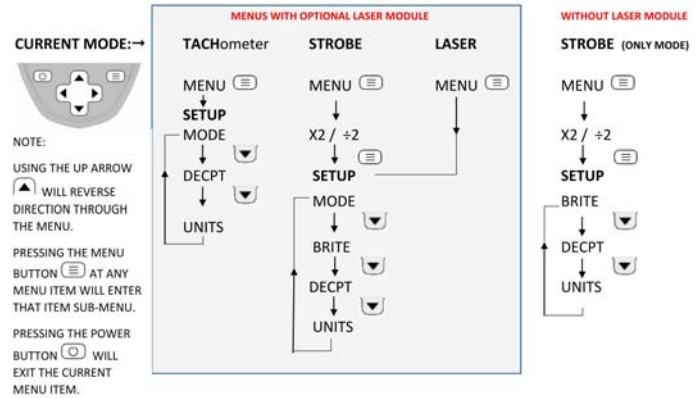 MENUS WITH OPTIONAL LASER MODULE
WITHOUT LASER MODULE
CURRENT MODE:→
TACHometer
STROBE
LASER
STROBE (ONLY MODE)
MENU
SETUP
MODE
DECPT
UNITS
MENU
X2 / ÷2
SETUP
MODE
BRITE
DECPT
UNITS
MENU
MENU
X2 / ÷2
SETUP
BRITE
DECPT
UNITS
NOTE:
USING THE UP ARROW
WILL REVERSE
DIRECTION THROUGH
THE MENU.
PRESSING THE MENU
BUTTON AT ANY
MENU ITEM WILL ENTER
THAT ITEM SUB-MENU.
PRESSING THE POWER
BUTTON WILL
EXIT THE CURRENT
MENU ITEM.